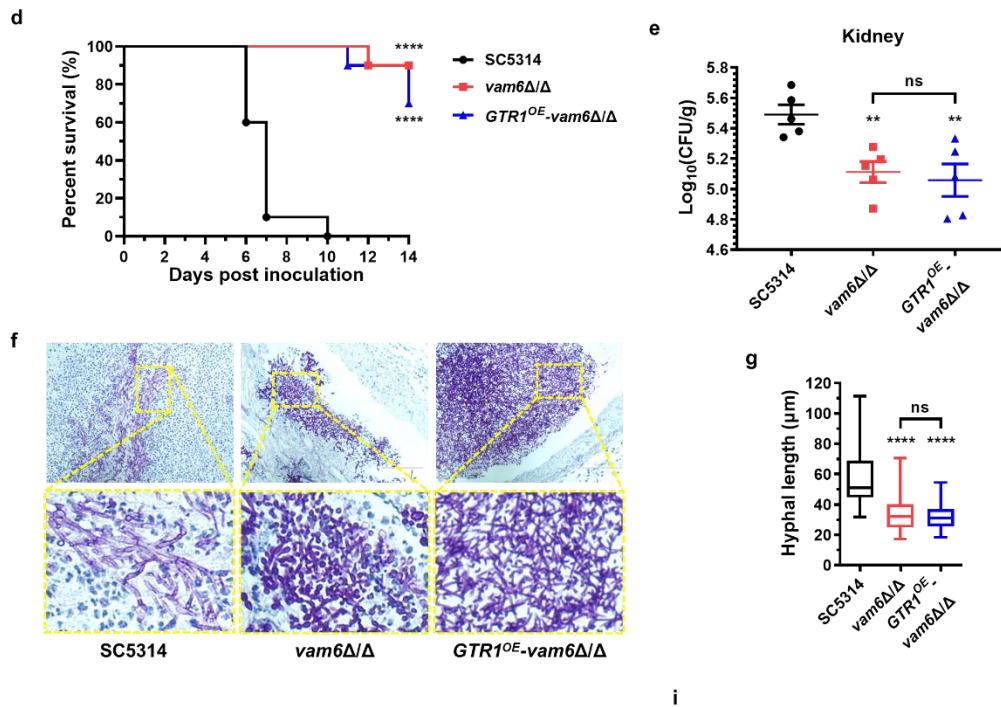 d
Percent survival (%)
100
80
60
40
20
0
0 2 4 6 8 10 12 14
Days post inoculation
****
****
SC5314
vam6Δ/Δ
GTR1OE-vam6Δ/Δ
e
Kidney
Log10(CFU/g)
5.8
5.6
5.4
5.2
5.0
4.8
4.6
ns
** **
SC5314
vam6Δ/Δ
GTR1OE-
vam6Δ/Δ
f
SC5314 vam6Δ/Δ GTR1OE-vam6Δ/Δ
g
Hyphal length (μm)
120
100
80
60
40
20
0
ns
**** ****
SC5314
vam6Δ/Δ
GTR1OE-
vam6Δ/Δ
i